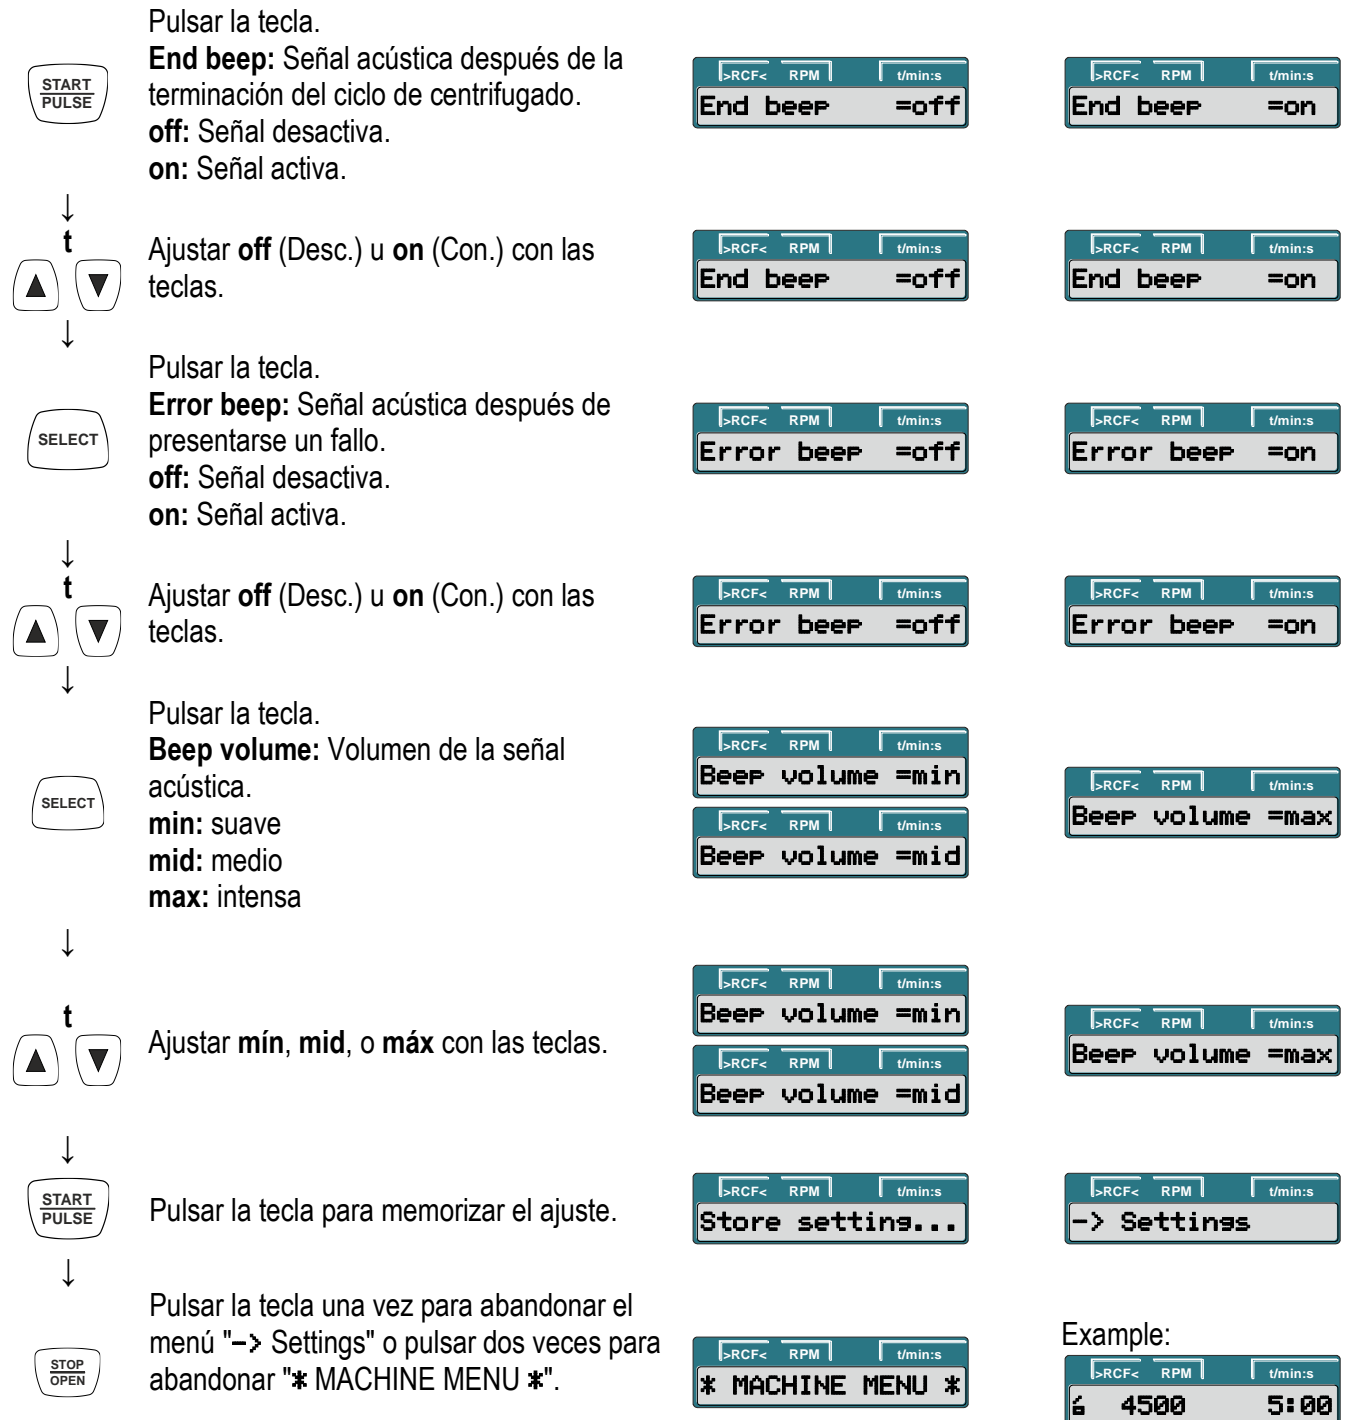 Pulsar la tecla.
START
PULSE
End beep: Señal acústica después de la
terminación del ciclo de centrifugado.
off: Señal desactiva.
on: Señal activa.
>RCF< RPM t/min:s
End beep =off
>RCF< RPM t/min:s
End beep =on
↓
t
▲ ▼
Ajustar off (Desc.) u on (Con.) con las
teclas.
>RCF< RPM t/min:s
End beep =off
>RCF< RPM t/min:s
End beep =on
↓
SELECT
Pulsar la tecla.
Error beep: Señal acústica después de
presentarse un fallo.
off: Señal desactiva.
on: Señal activa.
>RCF< RPM t/min:s
Error beep =off
>RCF< RPM t/min:s
Error beep =on
↓
t
▲ ▼
Ajustar off (Desc.) u on (Con.) con las
teclas.
>RCF< RPM t/min:s
Error beep =off
>RCF< RPM t/min:s
Error beep =on
↓
SELECT
Pulsar la tecla.
Beep volume: Volumen de la señal
acústica.
min: suave
mid: medio
max: intensa
>RCF< RPM t/min:s
Beep volume =min
>RCF< RPM t/min:s
Beep volume =mid
>RCF< RPM t/min:s
Beep volume =max
↓
t
▲ ▼
Ajustar mín, mid, o máx con las teclas.
>RCF< RPM t/min:s
Beep volume =min
>RCF< RPM t/min:s
Beep volume =mid
>RCF< RPM t/min:s
Beep volume =max
↓
START
PULSE
Pulsar la tecla para memorizar el ajuste.
>RCF< RPM t/min:s
Store setting...
>RCF< RPM t/min:s
-> Settings
↓
STOP
OPEN
Pulsar la tecla una vez para abandonar el
menú "-> Settings" o pulsar dos veces para
abandonar "* MACHINE MENU *".
>RCF< RPM t/min:s
* MACHINE MENU *
Example:
>RCF< RPM t/min:s
4500 5:00